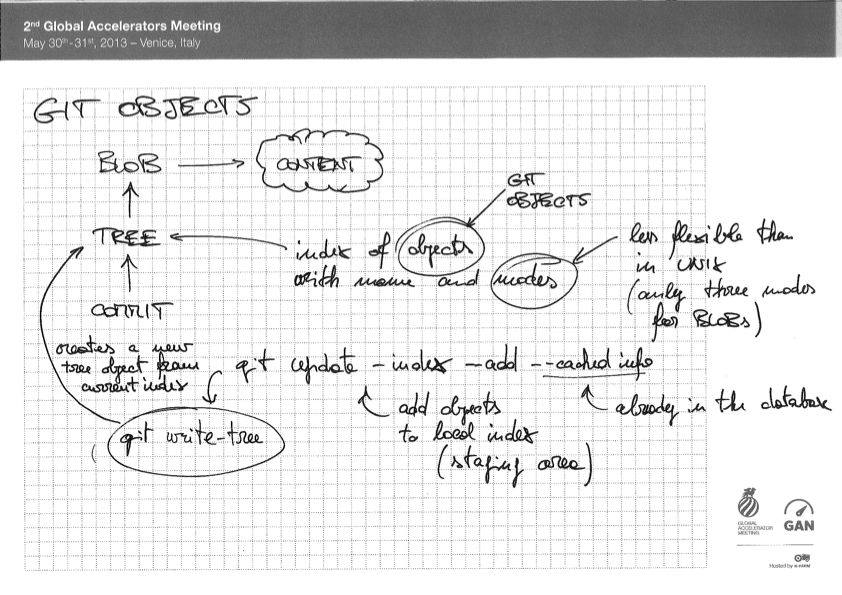 2nd Global Accelerators Meeting
May 30th-31st, 2013 – Venice, Italy
GIT OBJECTS
BLOB
CONTENT
GIT
OBJECTS
TREE
index of objects
with name and modes
less flexible than
in UNIX
(only three modes
for BLOBs)
COMMIT
creates a new
tree object from
current index
git update-index --add --cached info
add objects
to local index
(staging area)
already in the database
git write-tree
GLOBAL
ACCELERATOR
MEETING
GAN
Hosted by H-FARM